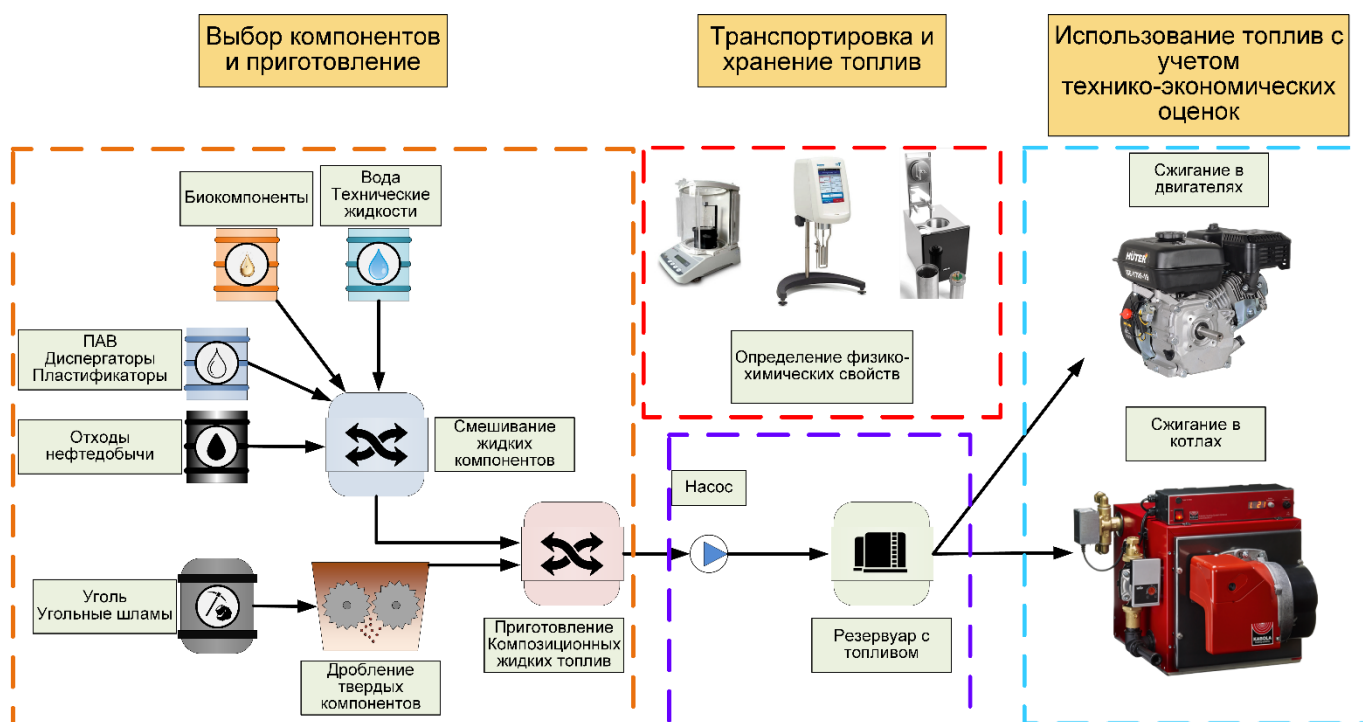 Выбор компонентов
и приготовление
Транспортировка и
хранение топлив
Использование топлив с
учетом
технико-экономических
оценок
Биокомпоненты
Вода
Технические
жидкости
ПАВ
Диспергаторы
Пластификаторы
Отходы
нефтедобычи
Смешивание
жидких
компонентов
Уголь
Угольные шламы
Дробление
твердых
компонентов
Приготовление
Композиционных
жидких топлив
Определение физико-
химических свойств
Насос
Резервуар с
топливом
Сжигание в
двигателях
HÜTER
Сжигание в
котлах